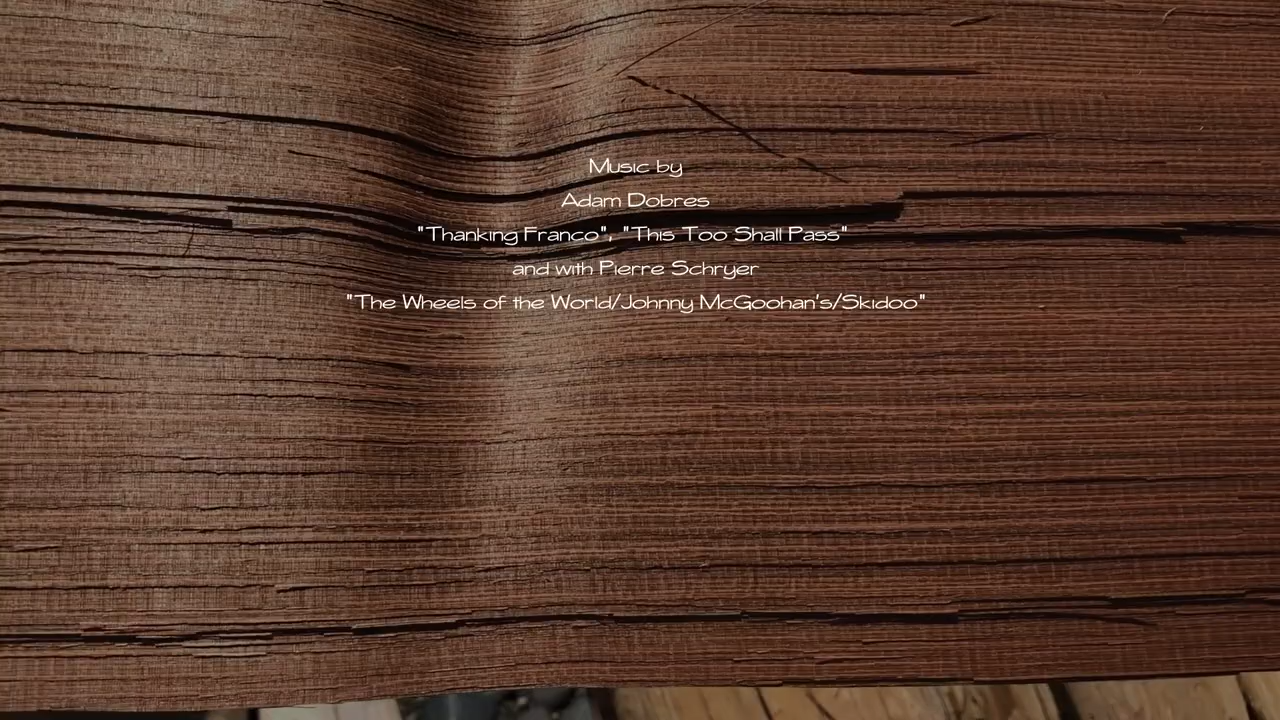 Music by
Adam Dobres
"Thanking Franco", "This Too Shall Pass"
and with Pierre Schryer
"The Wheels of the World/Johnny McGoohan's/Skidoo"